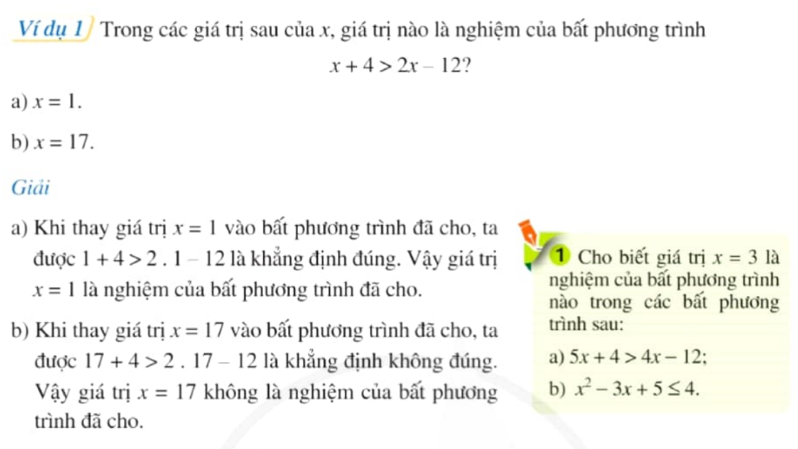 Ví dụ 1 Trong các giá trị sau của x, giá trị nào là nghiệm của bất phương trình
x + 4 > 2x – 12?
a) x = 1.
b) x = 17.
Giải
a) Khi thay giá trị x = 1 vào bất phương trình đã cho, ta
được 1 + 4 > 2 . 1 – 12 là khẳng định đúng. Vậy giá trị
x = 1 là nghiệm của bất phương trình đã cho.
b) Khi thay giá trị x = 17 vào bất phương trình đã cho, ta
được 17 + 4 > 2 . 17 – 12 là khẳng định không đúng.
Vậy giá trị x = 17 không là nghiệm của bất phương
trình đã cho.
1 Cho biết giá trị x = 3 là
nghiệm của bất phương trình
nào trong các bất phương
trình sau:
a) 5x + 4 > 4x – 12;
b) x² – 3x + 5 ≤ 4.